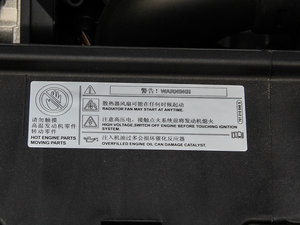 警告! WARNING!
散热器风扇可能在任何时候起动
RADIATOR FAN MAY START AT ANYTIME.
注意高压电，接触点火系统前将发动机熄火
HIGH VOLTAGE,SWITCH OFF ENGINE BEFORE TOUCHING IGNITION SYSTEM.
注入机油过多会损坏催化反应器
OVERFILLED ENGINE OIL CAN DAMAGE CATALYST.
请勿触摸
高温发动机零件
转动零件
HOT ENGINE PARTS
MOVING PARTS